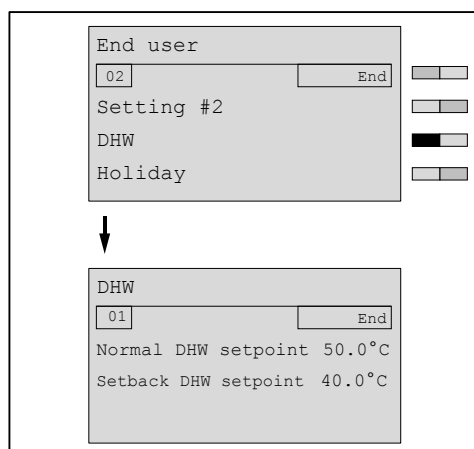 End user
02 End
Setting #2
DHW
Holiday
DHW
01 End
Normal DHW setpoint 50.0°C
Setback DHW setpoint 40.0°C